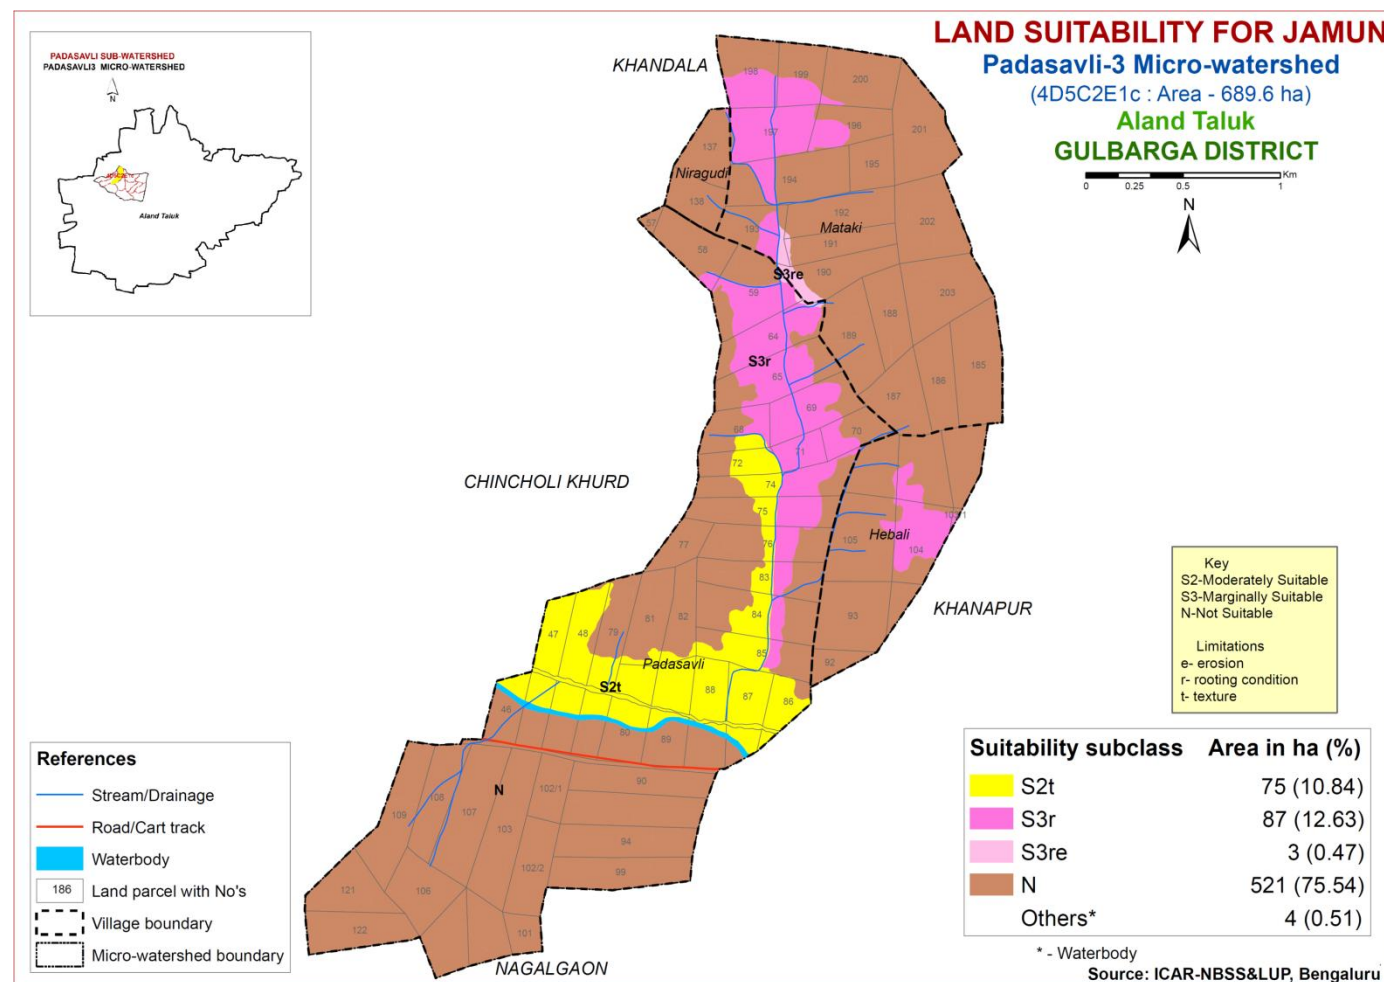 LAND SUITABILITY FOR JAMUN
Padasavli-3 Micro-watershed
(4D5C2E1c : Area - 689.6 ha)
Aland Taluk
GULBARGA DISTRICT
0 0.25 0.5 1 Km
N
PADASAVLI SUB-WATERSHED
PADASAVLI3 MICRO-WATERSHED
N
Aland Taluk
KHANDALA
198
199
200
197
196
201
137
195
Niragudi
194
138
192
202
57
193
Mataki
191
58
S3re
190
59
203
188
64
189
S3r
65
185
186
187
69
68
70
71
72
CHINCHOLI KHURD
74
75
Hebali
105
104
76
77
83
KHANAPUR
84
93
81
82
47
48
79
85
92
Padasavli
S2t
88
87
86
46
80
89
N
90
102/1
108
107
109
103
94
102/2
99
106
121
122
101
NAGALGAON
Key
S2-Moderately Suitable
S3-Marginally Suitable
N-Not Suitable
Limitations
e- erosion
r- rooting condition
t- texture
References
Stream/Drainage
Road/Cart track
Waterbody
186 Land parcel with No's
Village boundary
Micro-watershed boundary
Suitability subclass Area in ha (%)
S2t 75 (10.84)
S3r 87 (12.63)
S3re 3 (0.47)
N 521 (75.54)
Others* 4 (0.51)
* - Waterbody
Source: ICAR-NBSS&LUP, Bengaluru